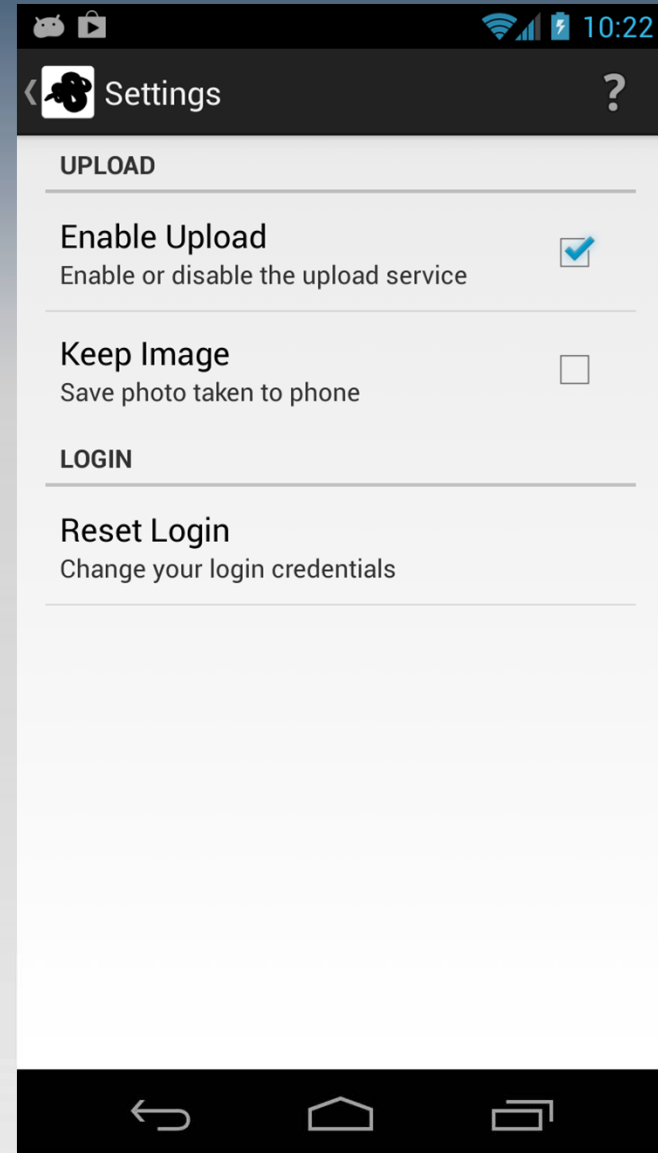 10:22
Settings ?
UPLOAD
Enable Upload
Enable or disable the upload service
Keep Image
Save photo taken to phone
LOGIN
Reset Login
Change your login credentials